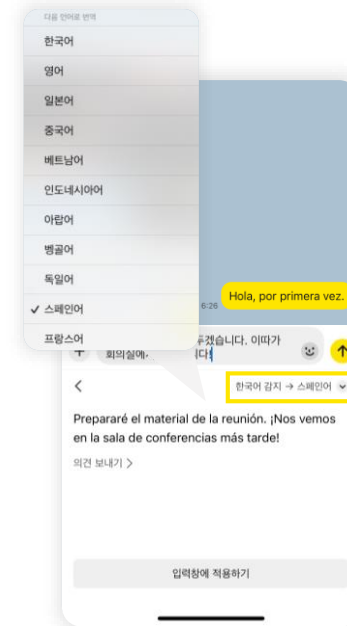 다음 언어로 번역
한국어
영어
일본어
중국어
베트남어
인도네시아어
아랍어
벵골어
독일어
✓ 스페인어
프랑스어
6:26
Hola, por primera vez.
두겠습니다. 이따가
회의실에
한국어 감지 → 스페인어
Prepararé el material de la reunión. ¡Nos vemos
en la sala de conferencias más tarde!
의견 보내기 >
입력창에 적용하기